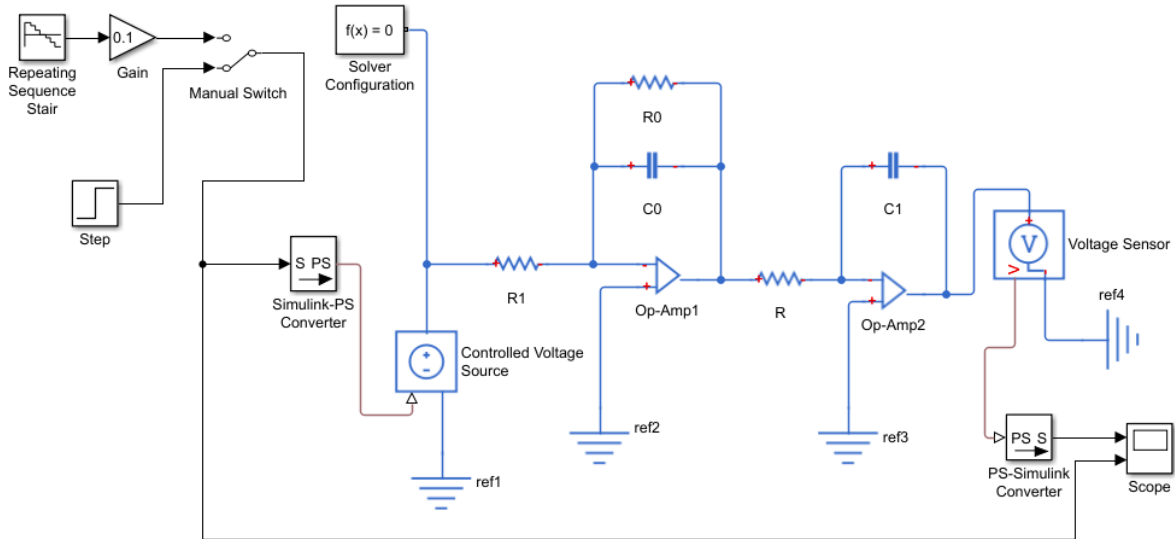 0.1
Repeating
Sequence
Stair
Gain
Manual Switch
f(x) = 0
Solver
Configuration
Step
S PS
Simulink-PS
Converter
R0
C0
R1
Op-Amp1
Controlled Voltage
Source
ref1
ref2
R
C1
Op-Amp2
ref3
V
V
Voltage Sensor
ref4
PS S
PS-Simulink
Converter
Scope